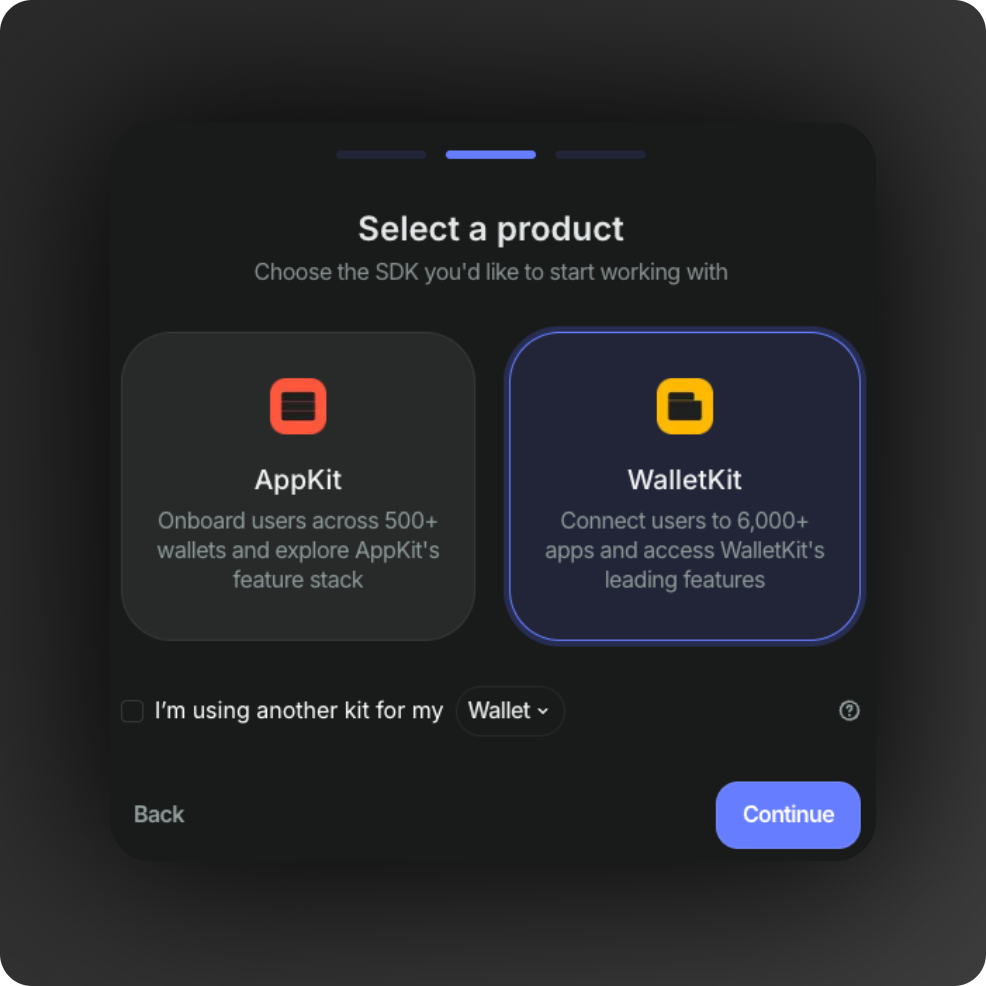 Select a product
Choose the SDK you'd like to start working with
AppKit
Onboard users across 500+
wallets and explore AppKit's
feature stack
WalletKit
Connect users to 6,000+
apps and access WalletKit's
leading features
I’m using another kit for my Wallet
Back
Continue